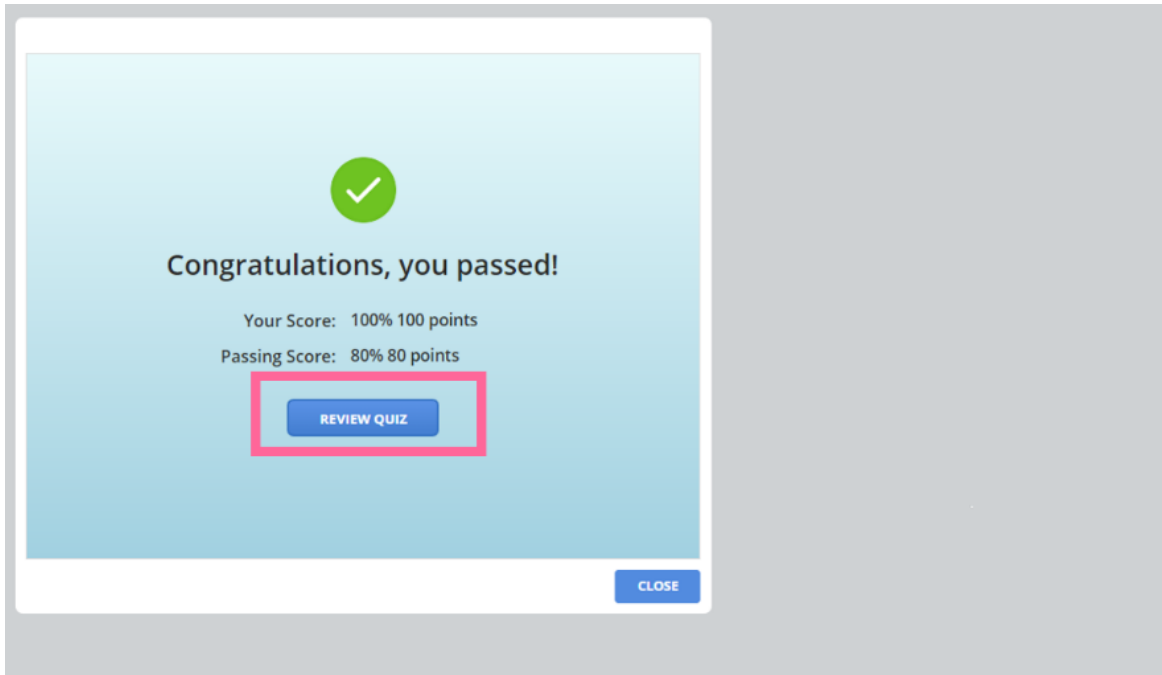 Congratulations, you passed!
Your Score: 100% 100 points
Passing Score: 80% 80 points
REVIEW QUIZ
CLOSE